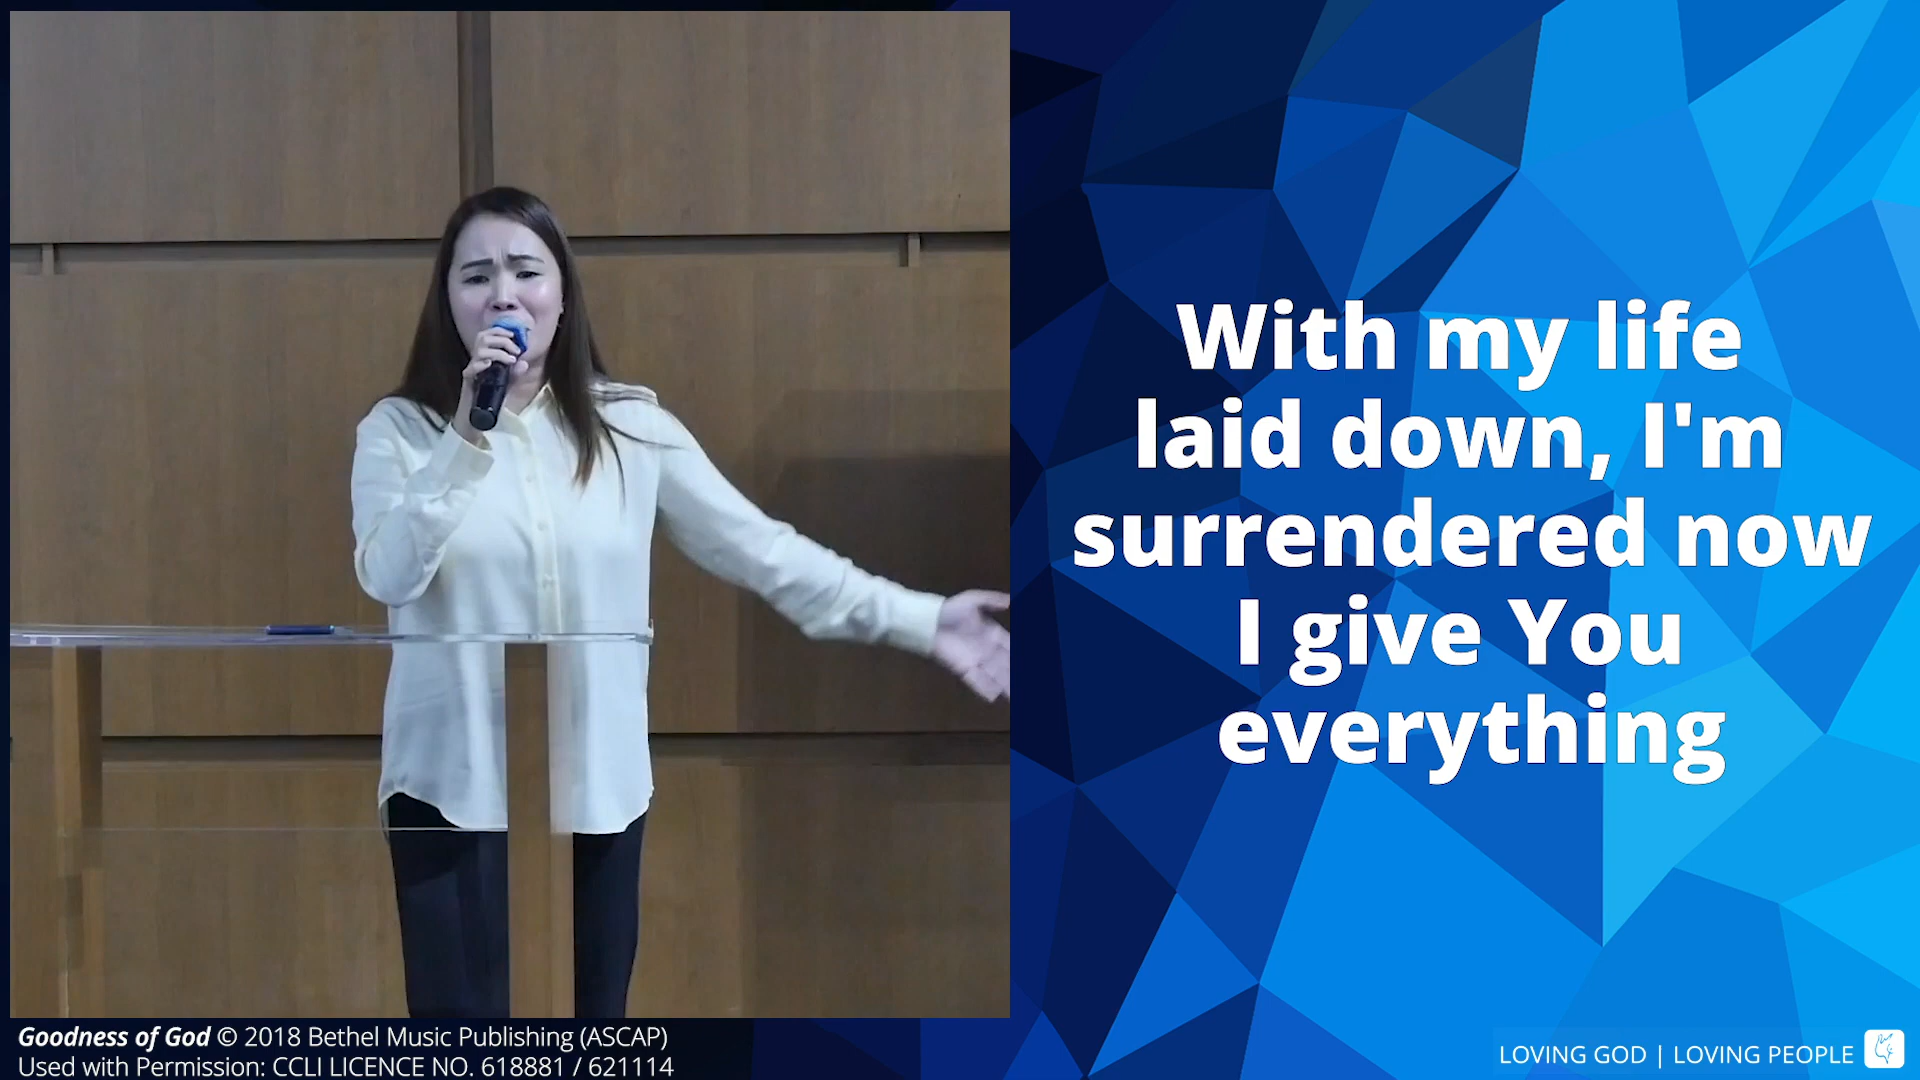 With my life
laid down, I'm
surrendered now
I give You
everything
Goodness of God © 2018 Bethel Music Publishing (ASCAP)
Used with Permission: CCLI LICENCE NO. 618881 / 621114
LOVING GOD | LOVING PEOPLE